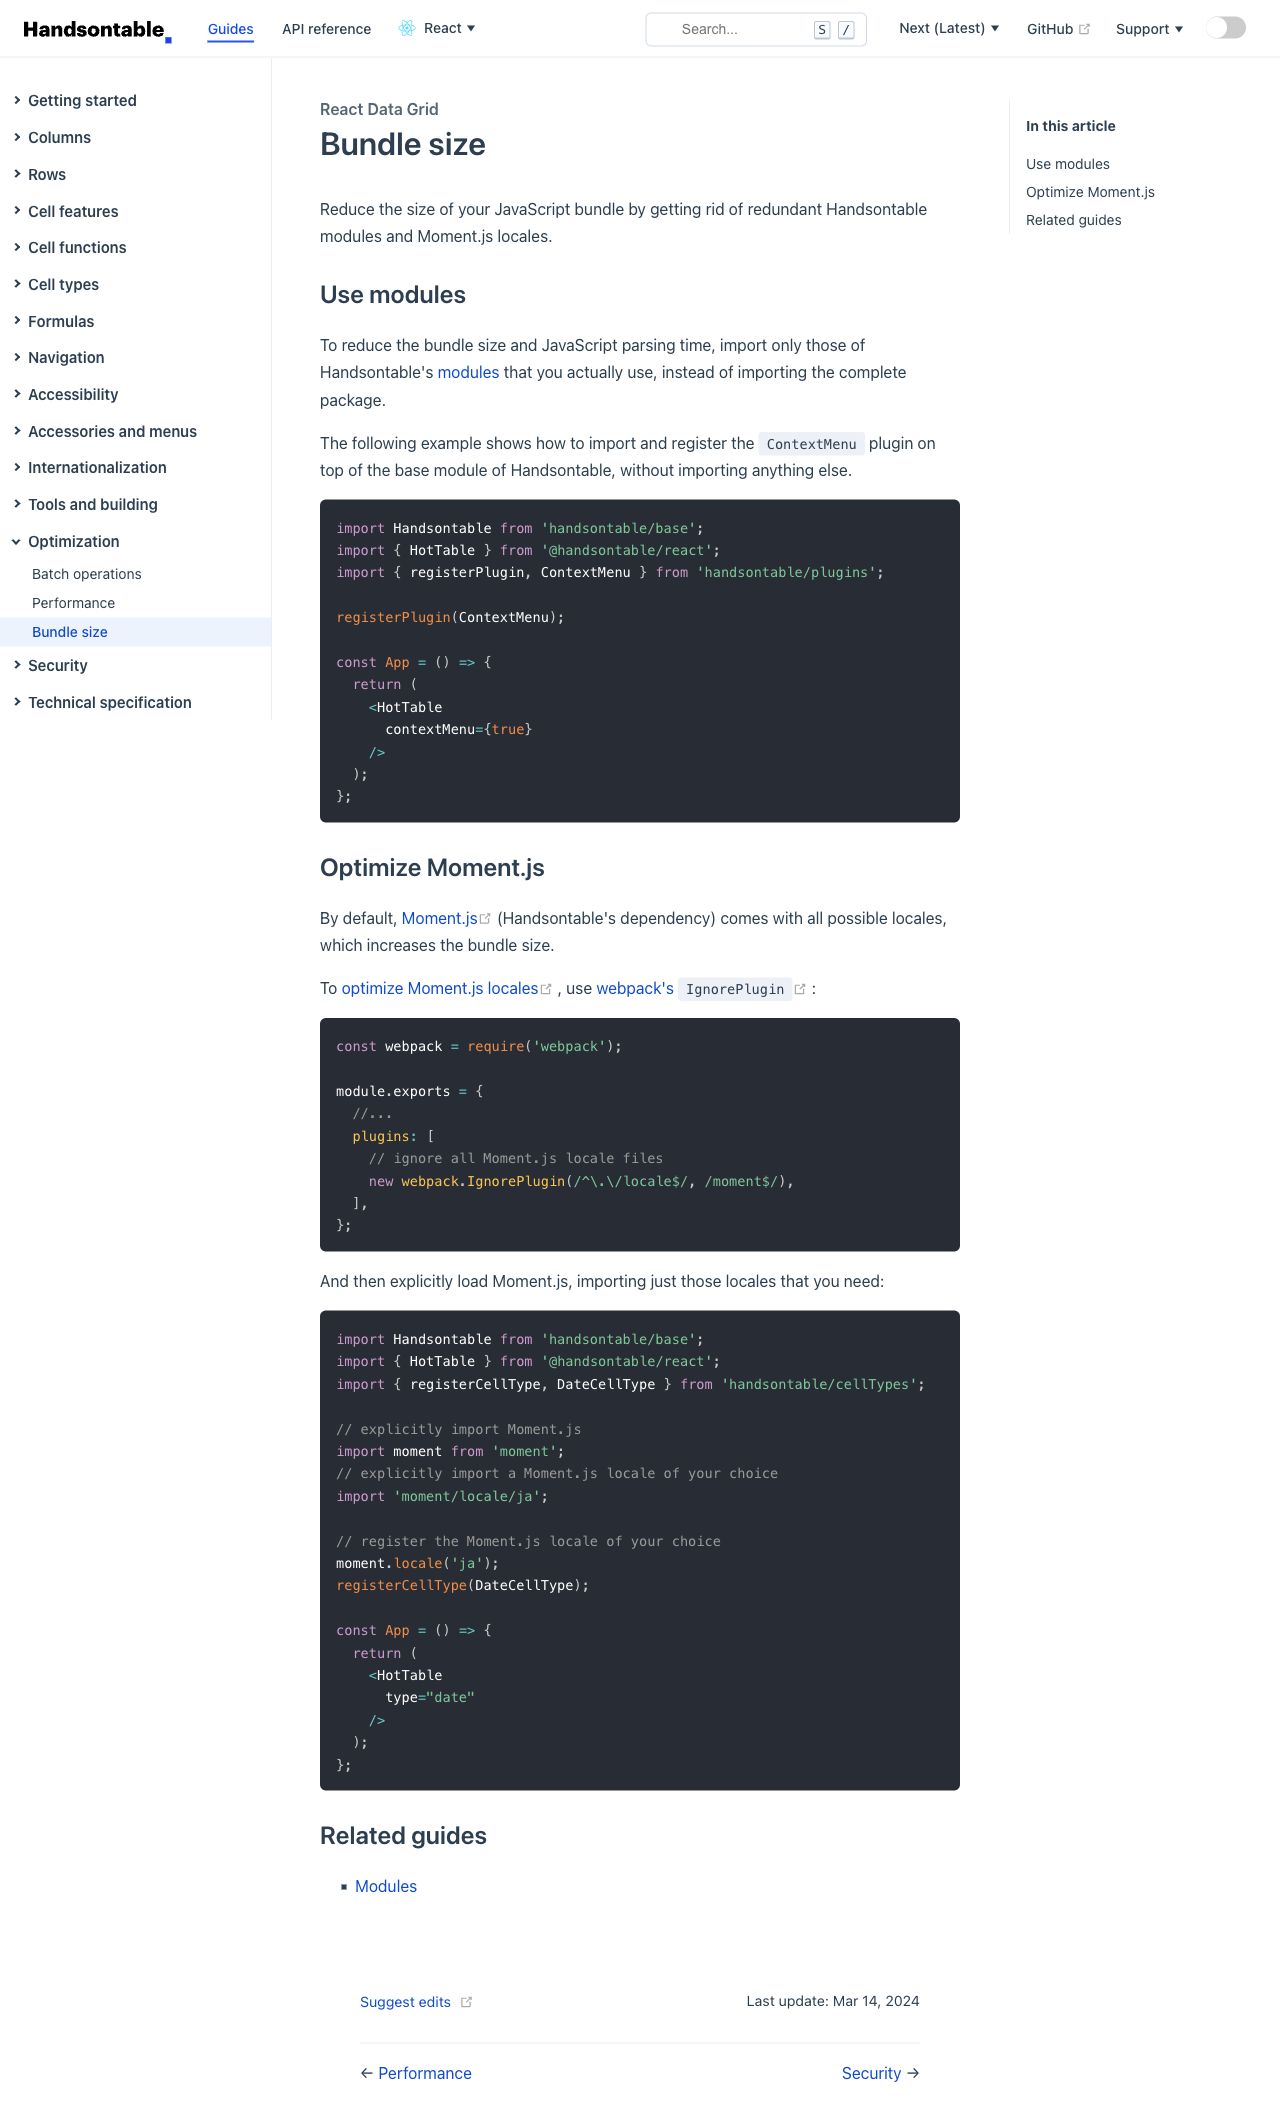 Handsontable
Guides
API reference
React
Search...
S
/
Next (Latest)
GitHub
Support
Getting started
Columns
Rows
Cell features
Cell functions
Cell types
Formulas
Navigation
Accessibility
Accessories and menus
Internationalization
Tools and building
Optimization
Batch operations
Performance
Bundle size
Security
Technical specification
React Data Grid
Bundle size
Reduce the size of your JavaScript bundle by getting rid of redundant Handsontable
modules and Moment.js locales.
Use modules
To reduce the bundle size and JavaScript parsing time, import only those of
Handsontable's modules that you actually use, instead of importing the complete
package.
The following example shows how to import and register the ContextMenu plugin on
top of the base module of Handsontable, without importing anything else.
import Handsontable from 'handsontable/base';
import { HotTable } from '@handsontable/react';
import { registerPlugin, ContextMenu } from 'handsontable/plugins';
registerPlugin(ContextMenu);
const App = () => {
  return (
    <HotTable
      contextMenu={true}
    />
  );
};
Optimize Moment.js
By default, Moment.js (Handsontable's dependency) comes with all possible locales,
which increases the bundle size.
To optimize Moment.js locales , use webpack's IgnorePlugin :
const webpack = require('webpack');
module.exports = {
  //...
  plugins: [
    // ignore all Moment.js locale files
    new webpack.IgnorePlugin(/^\.\/locale$/, /moment$/),
  ],
};
And then explicitly load Moment.js, importing just those locales that you need:
import Handsontable from 'handsontable/base';
import { HotTable } from '@handsontable/react';
import { registerCellType, DateCellType } from 'handsontable/cellTypes';
// explicitly import Moment.js
import moment from 'moment';
// explicitly import a Moment.js locale of your choice
import 'moment/locale/ja';
// register the Moment.js locale of your choice
moment.locale('ja');
registerCellType(DateCellType);
const App = () => {
  return (
    <HotTable
      type="date"
    />
  );
};
Related guides
Modules
Suggest edits
Last update: Mar 14, 2024
← Performance
Security →
In this article
Use modules
Optimize Moment.js
Related guides